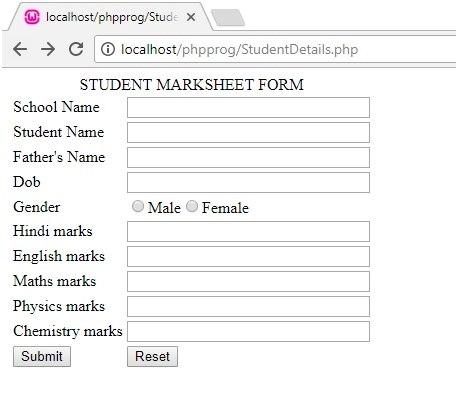 localhost/phpprog/Stude
localhost/phpprog/StudentDetails.php
STUDENT MARKSHEET FORM
School Name
Student Name
Father's Name
Dob
Gender Male Female
Hindi marks
English marks
Maths marks
Physics marks
Chemistry marks
Submit Reset